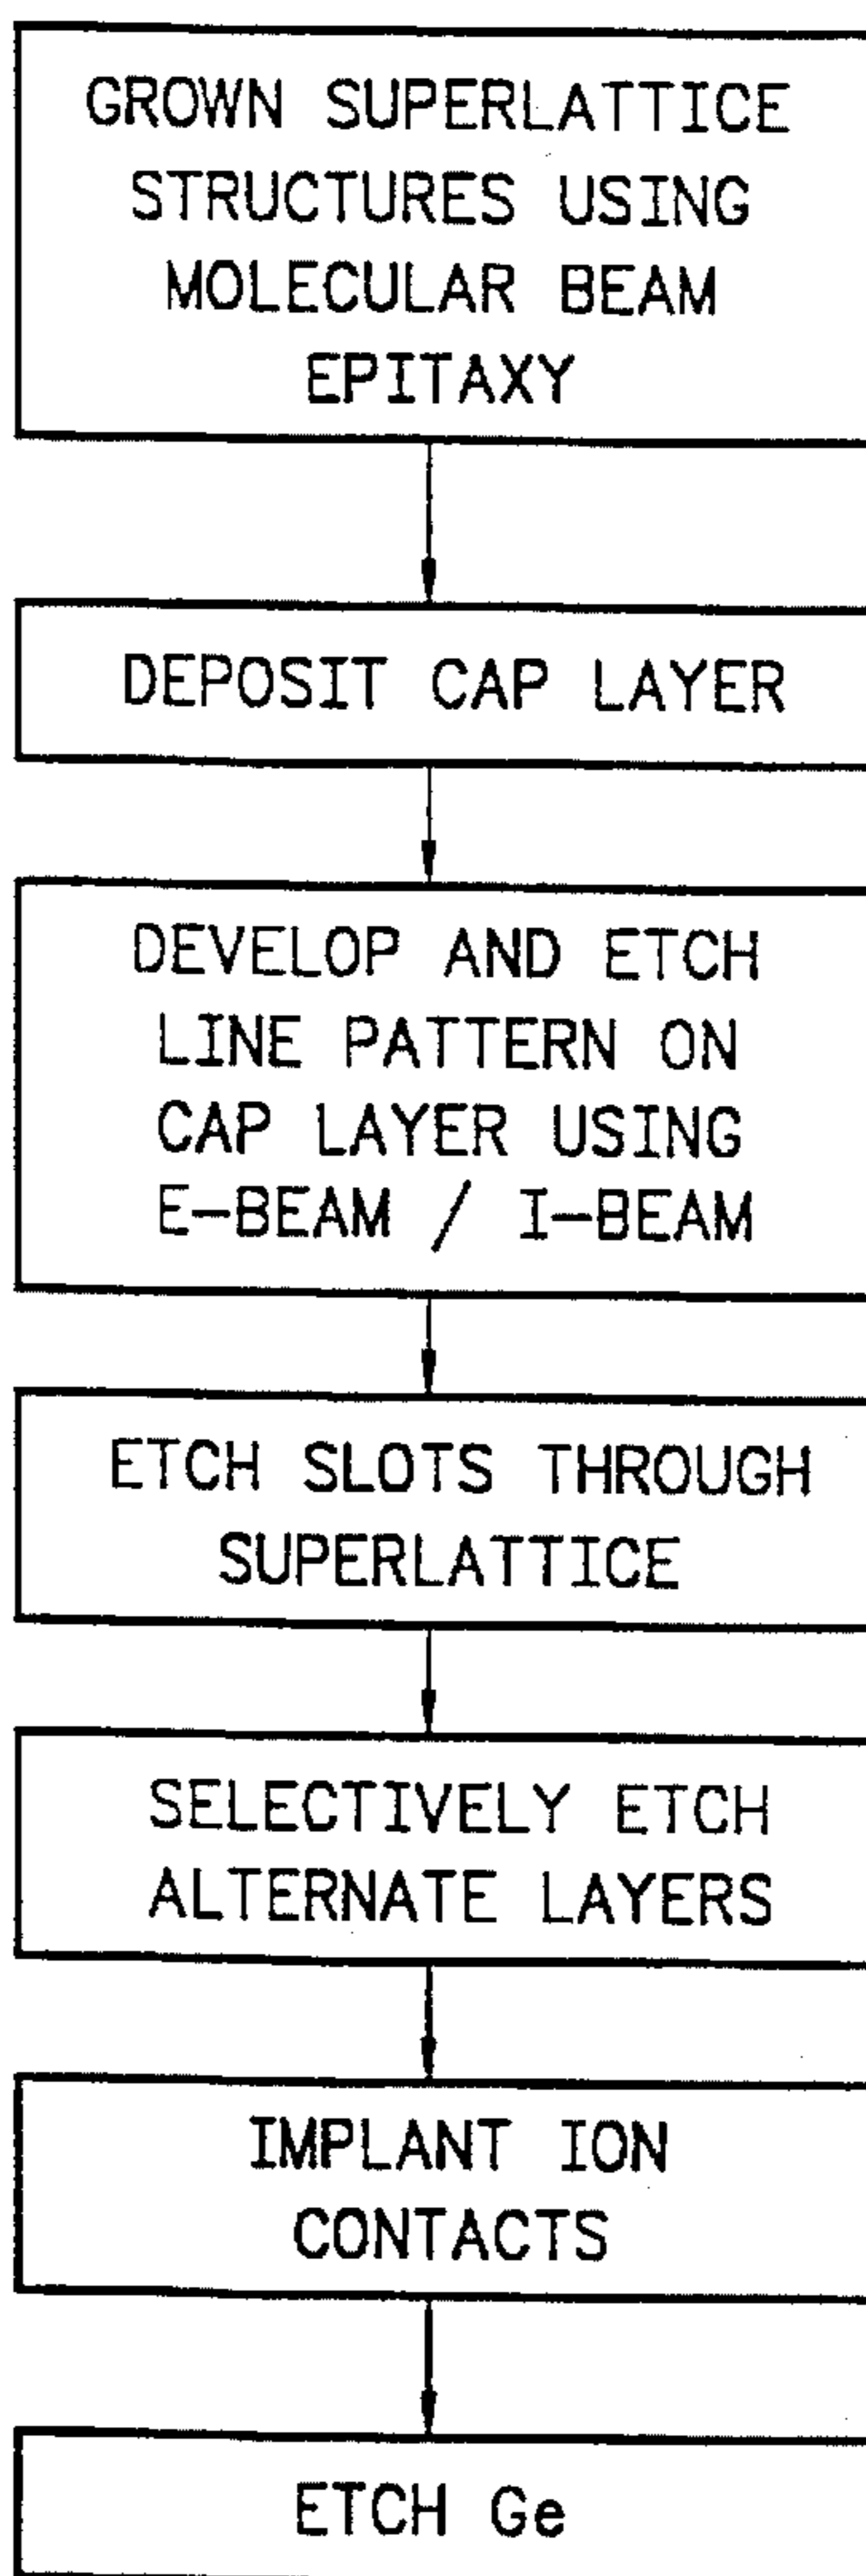 GROWN SUPERLATTICE
STRUCTURES USING
MOLECULAR BEAM
EPITAXY
DEPOSIT CAP LAYER
DEVELOP AND ETCH
LINE PATTERN ON
CAP LAYER USING
E-BEAM / I-BEAM
ETCH SLOTS THROUGH
SUPERLATTICE
SELECTIVELY ETCH
ALTERNATE LAYERS
IMPLANT ION
CONTACTS
ETCH Ge